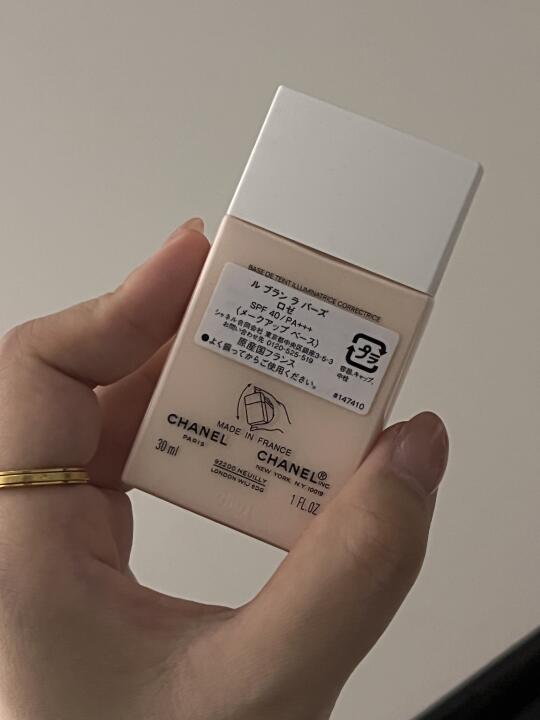 BASE DE TEINT ILLUMINATRICE CORRECTRICE
ル ブラン ラ バーズ
ロゼ
SPF 40/PA+++
(メークアップ ベース)
シャネル合同会社 東京都中央区銀座3-5-3
お問い合わせ先 0120-525-519
原産国フランス
●よく振ってからご使用ください。
プラ
容器,キャップ,
中栓
#147410
MADE IN FRANCE
CHANEL
PARIS
CHANEL®
INC
NEW YORK, N.Y. 10019
30 ml
92200 NEUILLY
LONDON W1J 6DG
1 FL.OZ